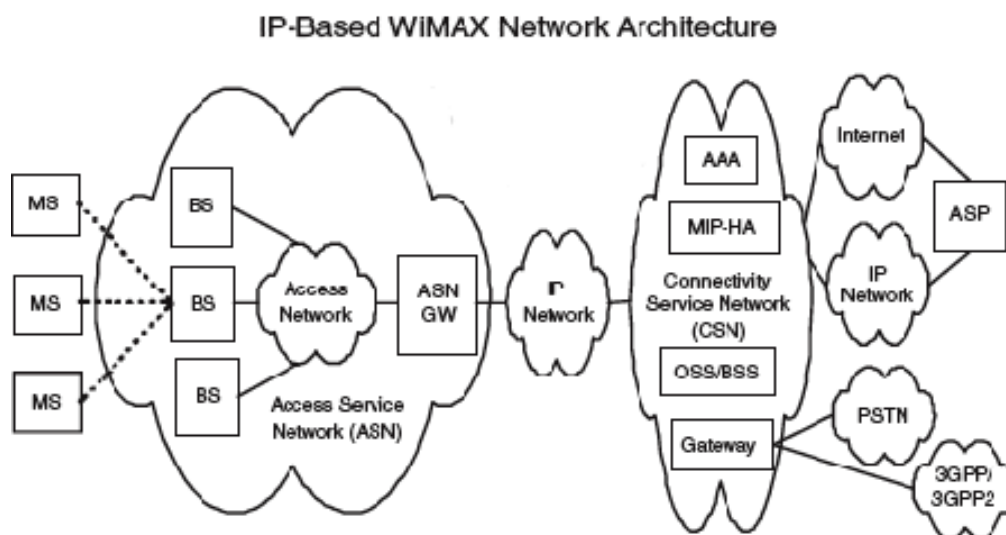 IP-Based WiMAX Network Architecture
MS
MS
MS
BS
BS
BS
Access
Network
ASN
GW
Access Service
Network (ASN)
IP
Network
AAA
MIP-HA
Connectivity
Service Network
(CSN)
OSS/BSS
Gateway
Internet
IP
Network
ASP
PSTN
3GPP/
3GPP2